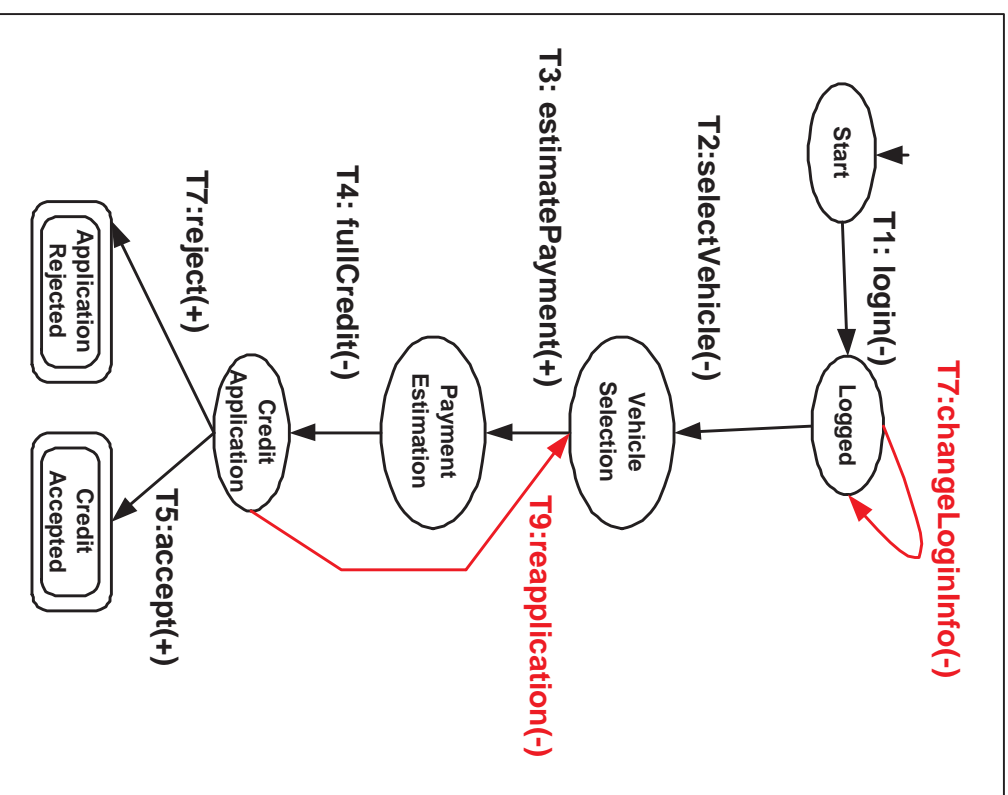 T7:changeLoginInfo(-)
T1: login(-)
Start
Logged
T2:selectVehicle(-)
Vehicle
Selection
T9:reapplication(-)
T3: estimatePayment(+)
Payment
Estimation
T4: fullCredit(-)
Credit
Application
T7:reject(+)
T5:accept(+)
Application
Rejected
Credit
Accepted